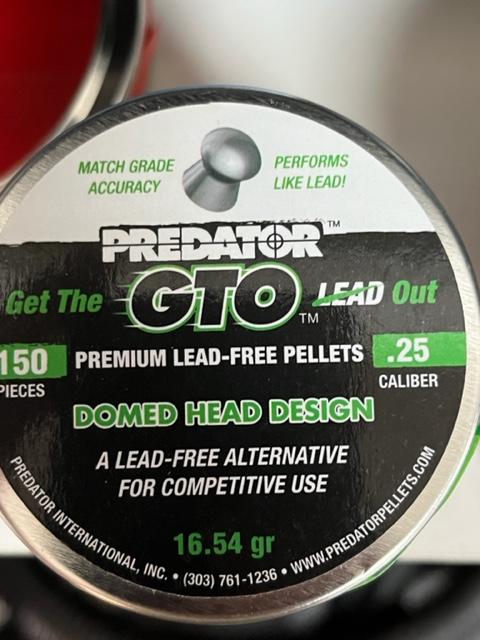 MATCH GRADE
ACCURACY
PERFORMS
LIKE LEAD!
PREDATOR™
Get The GTO™ LEAD Out
150
PIECES
PREMIUM LEAD-FREE PELLETS
.25
CALIBER
DOMED HEAD DESIGN
A LEAD-FREE ALTERNATIVE
FOR COMPETITIVE USE
16.54 gr
PREDATOR INTERNATIONAL, INC. • (303) 761-1236 • WWW.PREDATORPELLETS.COM